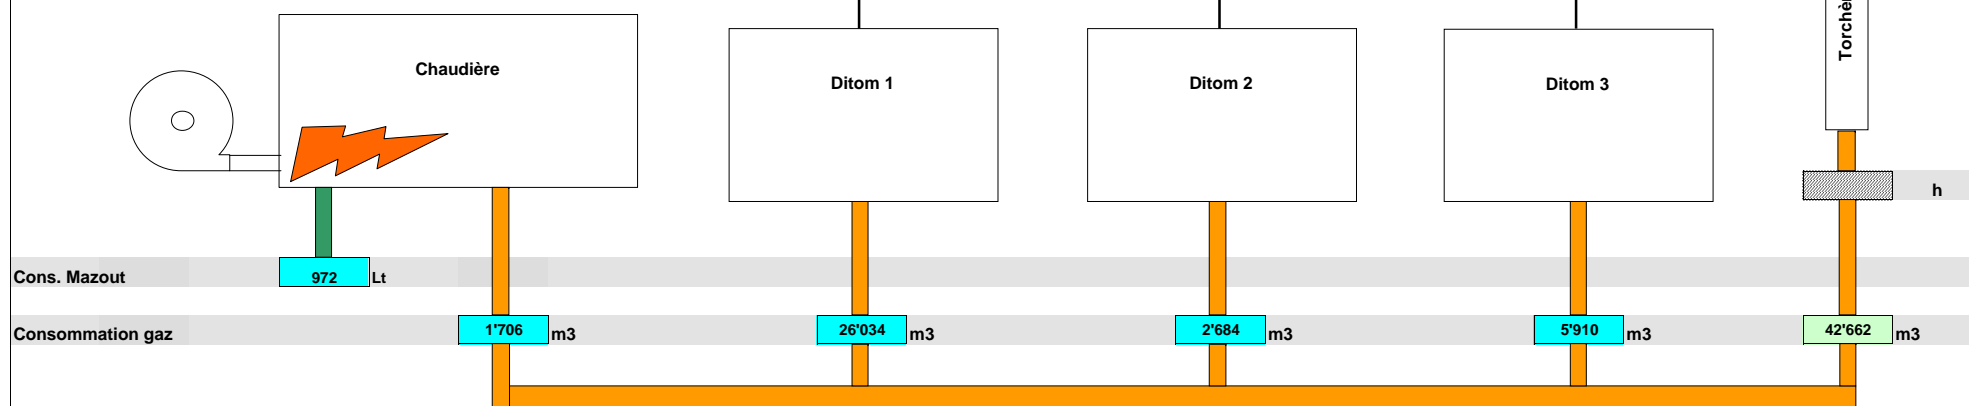 Chaudière
Ditom 1
Ditom 2
Ditom 3
Torchèr
h
Cons. Mazout 972 Lt
Consommation gaz 1'706 m3 26'034 m3 2'684 m3 5'910 m3 42'662 m3